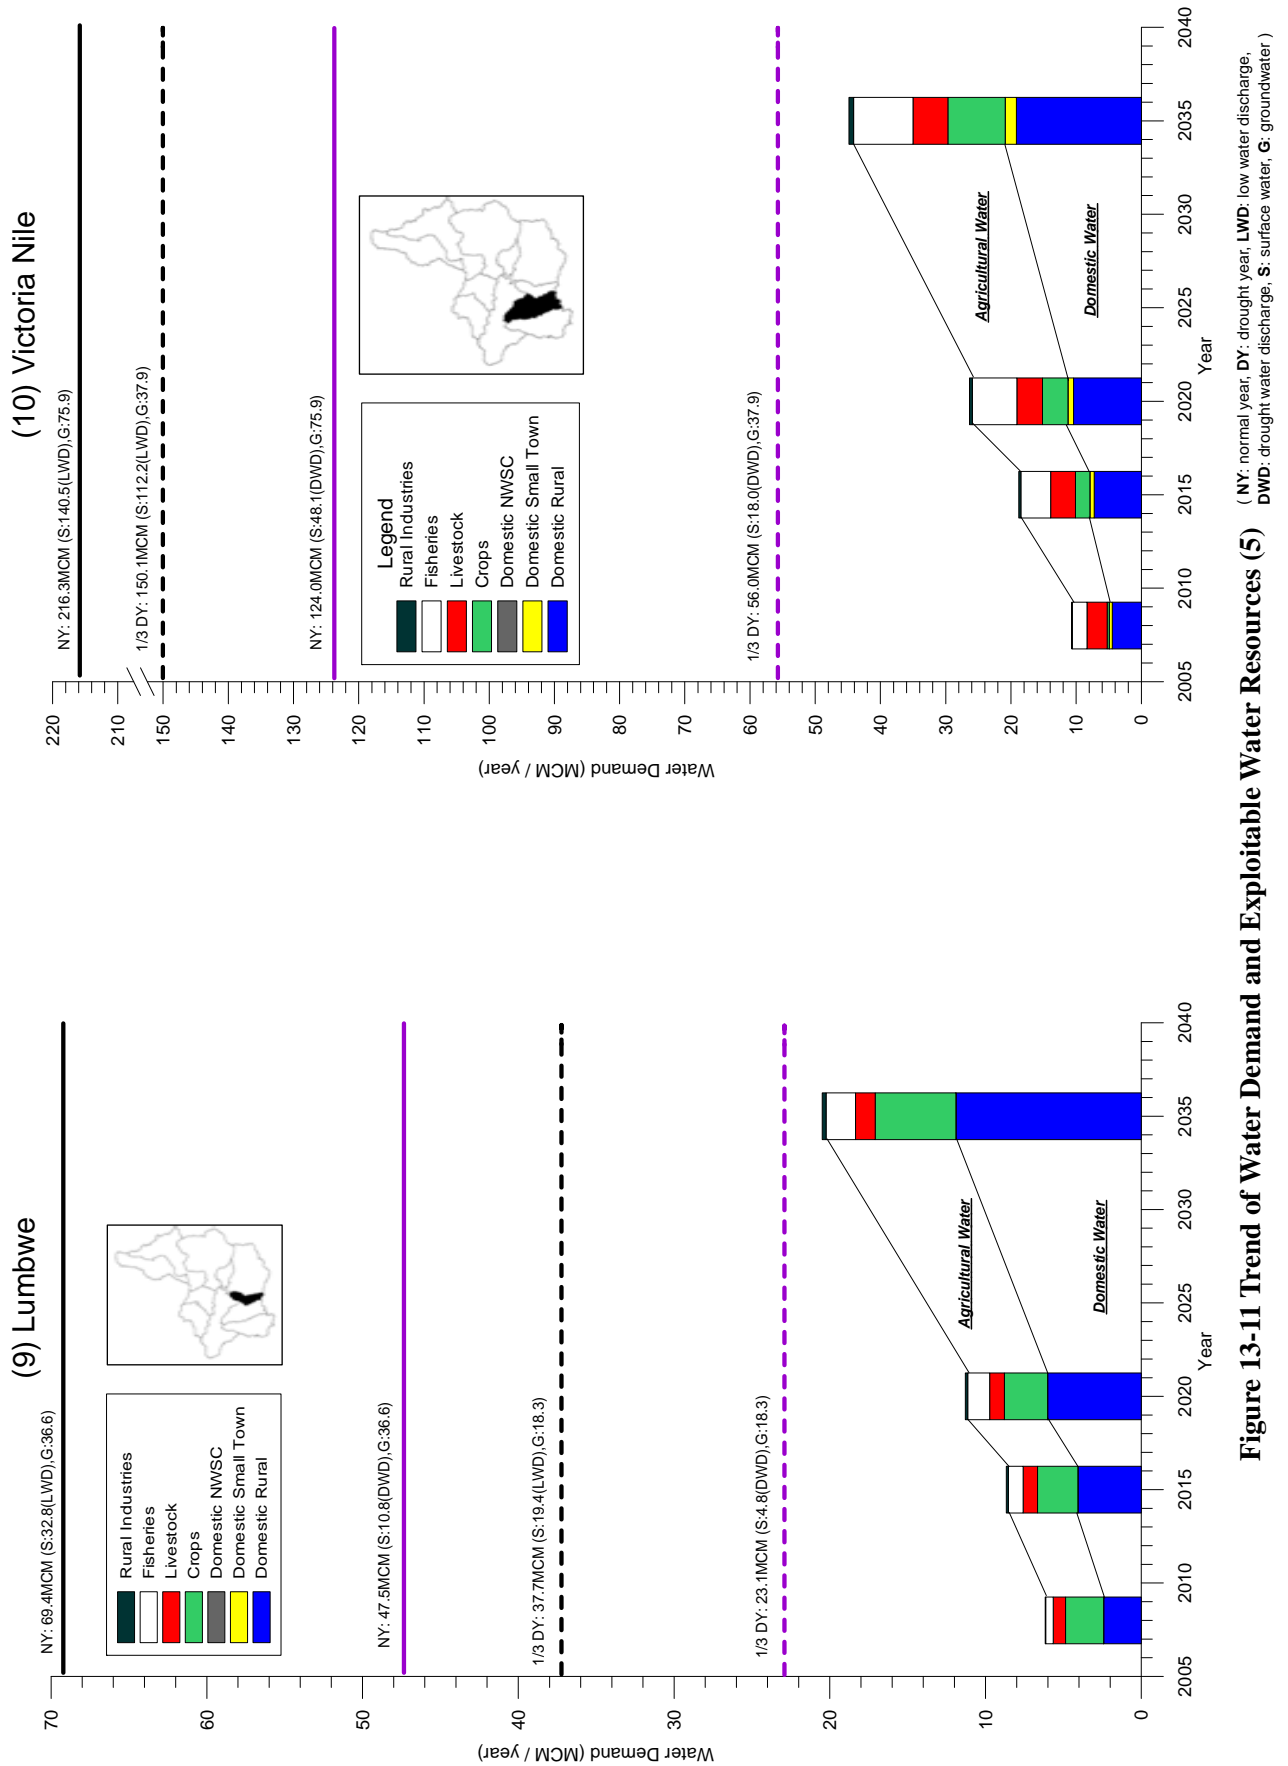 (9) Lumbwe
NY: 69.4MCM (S:32.8(LWD),G:36.6)
Rural Industries
Fisheries
Livestock
Crops
Domestic NWSC
Domestic Small Town
Domestic Rural
NY: 47.5MCM (S:10.8(DWD),G:36.6)
1/3 DY: 37.7MCM (S:19.4(LWD),G:18.3)
1/3 DY: 23.1MCM (S:4.8(DWD),G:18.3)
Agricultural Water
Domestic Water
70
60
50
40
30
20
10
0
Water Demand (MCM / year)
2005
2010
2015
2020
2025
2030
2035
2040
Year
(10) Victoria Nile
NY: 216.3MCM (S:140.5(LWD),G:75.9)
1/3 DY: 150.1MCM (S:112.2(LWD),G:37.9)
NY: 124.0MCM (S:48.1(DWD),G:75.9)
Legend
Rural Industries
Fisheries
Livestock
Crops
Domestic NWSC
Domestic Small Town
Domestic Rural
1/3 DY: 56.0MCM (S:18.0(DWD),G:37.9)
Agricultural Water
Domestic Water
220
210
150
140
130
120
110
100
90
80
70
60
50
40
30
20
10
0
Water Demand (MCM / year)
2005
2010
2015
2020
2025
2030
2035
2040
Year
Figure 13-11 Trend of Water Demand and Exploitable Water Resources (5)
( NY: normal year, DY: drought year, LWD: low water discharge,
DWD: drought water discharge, S: surface water, G: groundwater )